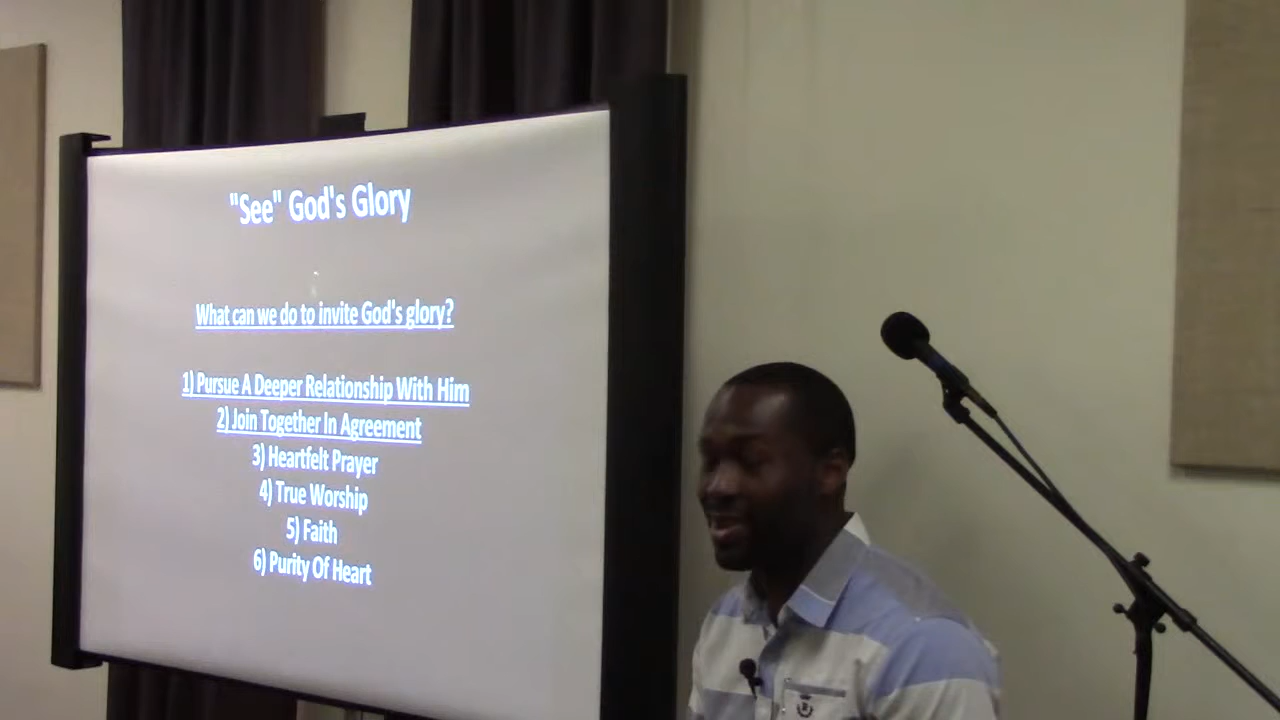 "See" God's Glory
What can we do to invite God's glory?
1) Pursue A Deeper Relationship With Him
2) Join Together In Agreement
3) Heartfelt Prayer
4) True Worship
5) Faith
6) Purity Of Heart